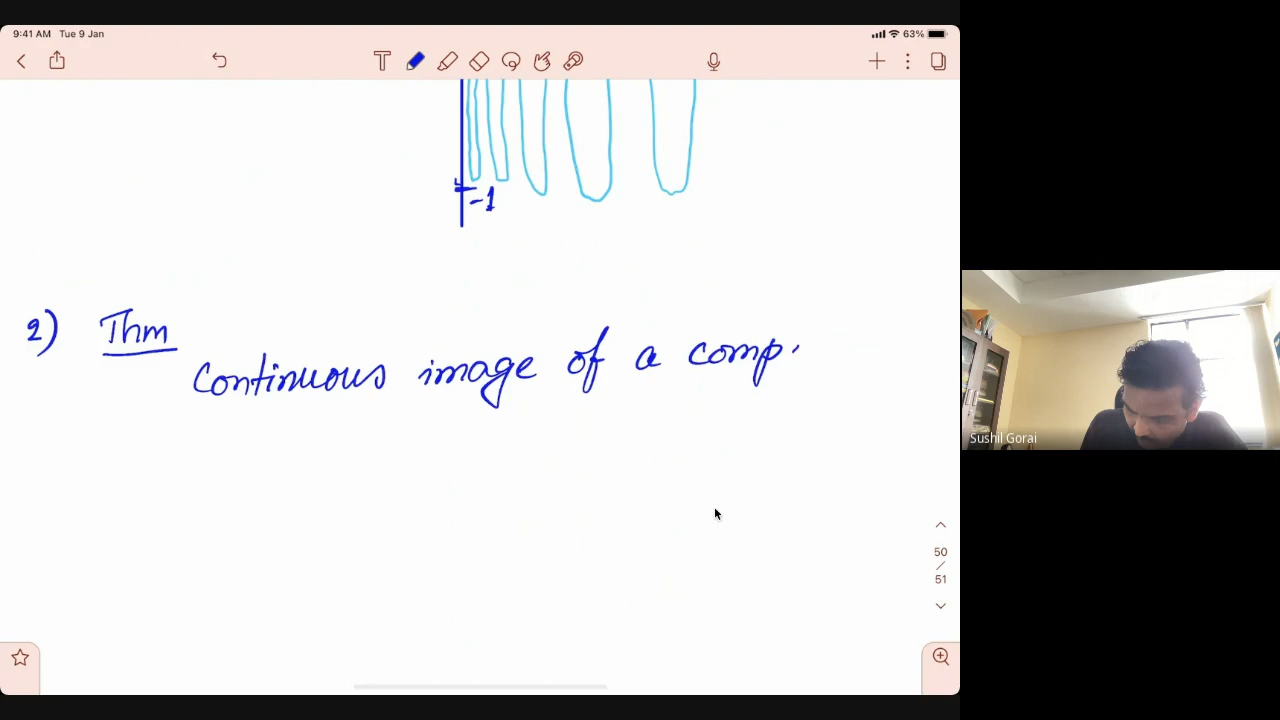 9:41 AM Tue 9 Jan
63%
T
-1
2) Thm
Continuous image of a comp.
Sushil Gorai
50
/
51